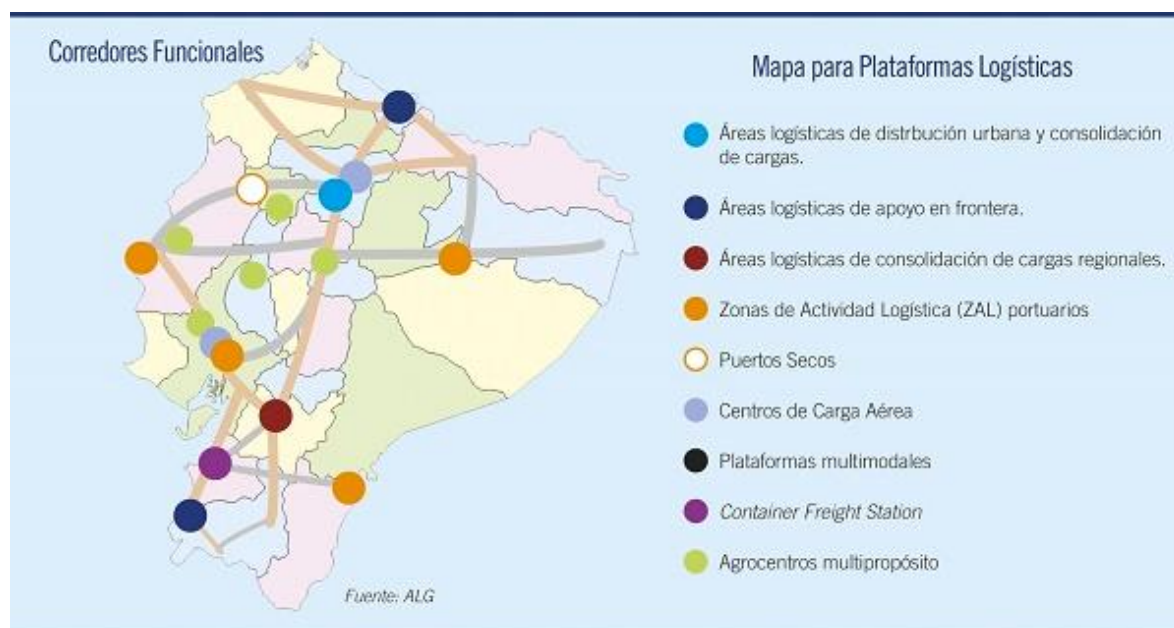 Corredores Funcionales
Mapa para Plataformas Logísticas
Áreas logísticas de distrbución urbana y consolidación
de cargas.
Áreas logísticas de apoyo en frontera.
Áreas logísticas de consolidación de cargas regionales.
Zonas de Actividad Logística (ZAL) portuarios
Puertos Secos
Centros de Carga Aérea
Plataformas multimodales
Container Freight Station
Agrocentros multipropósito
Fuente: ALG